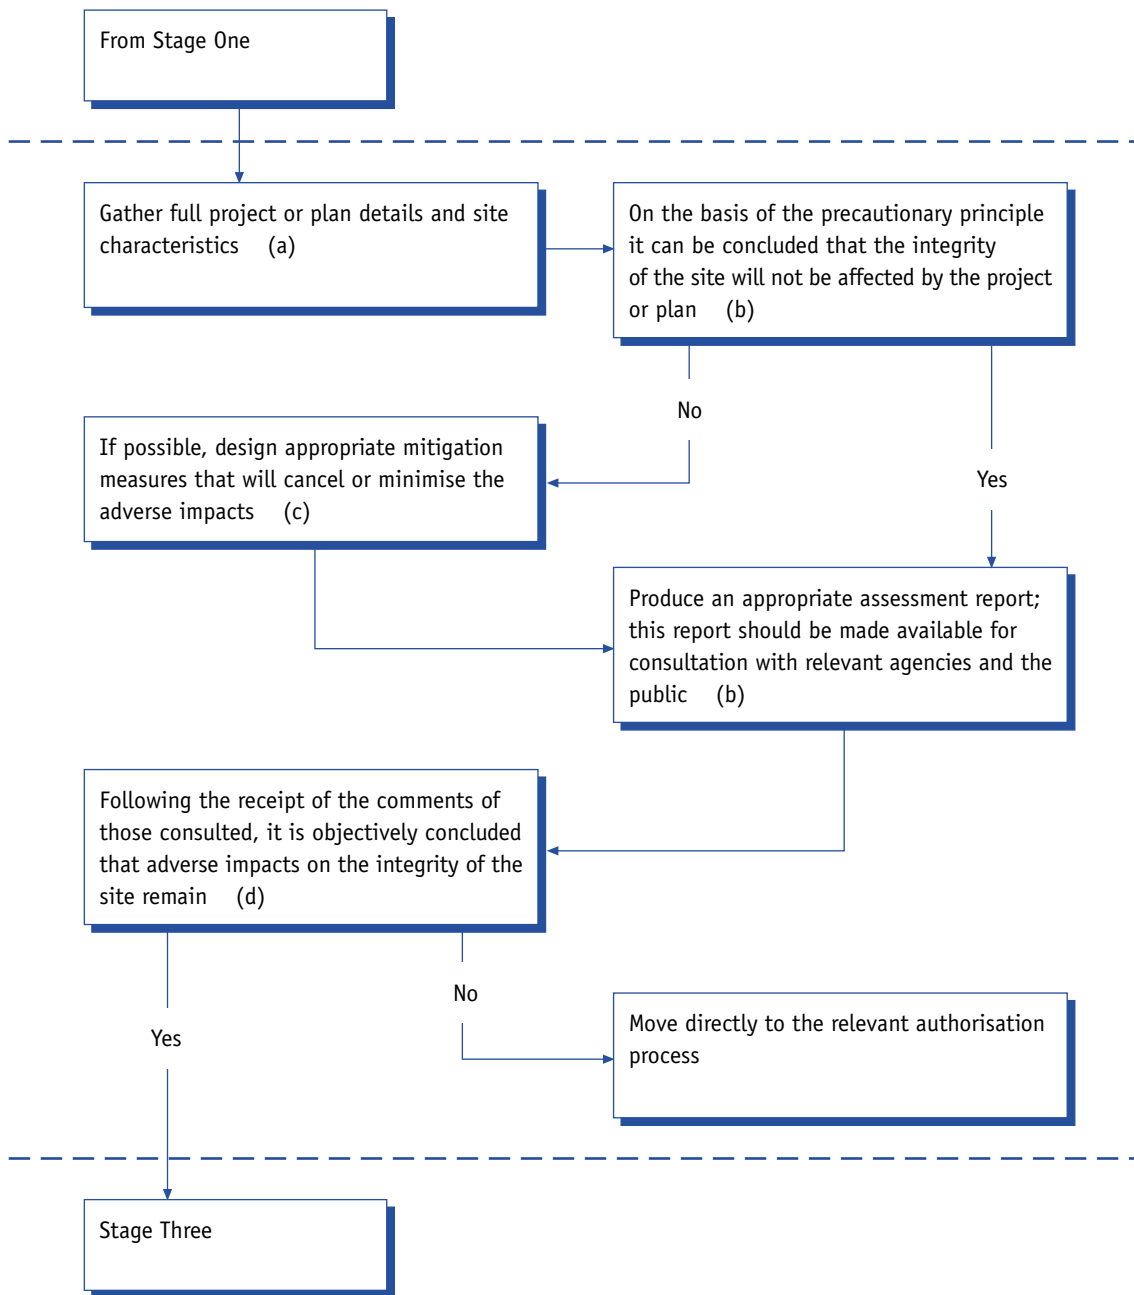 From Stage One
Gather full project or plan details and site
characteristics (a)
On the basis of the precautionary principle
it can be concluded that the integrity
of the site will not be affected by the project
or plan (b)
No
Yes
If possible, design appropriate mitigation
measures that will cancel or minimise the
adverse impacts (c)
Produce an appropriate assessment report;
this report should be made available for
consultation with relevant agencies and the
public (b)
Following the receipt of the comments of
those consulted, it is objectively concluded
that adverse impacts on the integrity of the
site remain (d)
Yes
No
Move directly to the relevant authorisation
process
Stage Three